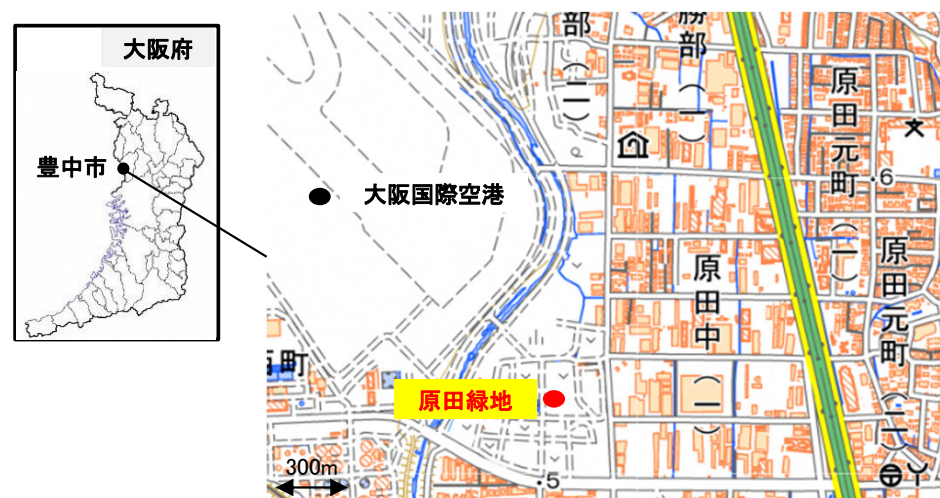 大阪府
豊中市
大阪国際空港
部(二)
勝部(一)
原田元町(一)
・6
原田中(一)
原田元町(二)
西町
原田緑地
300m
・5